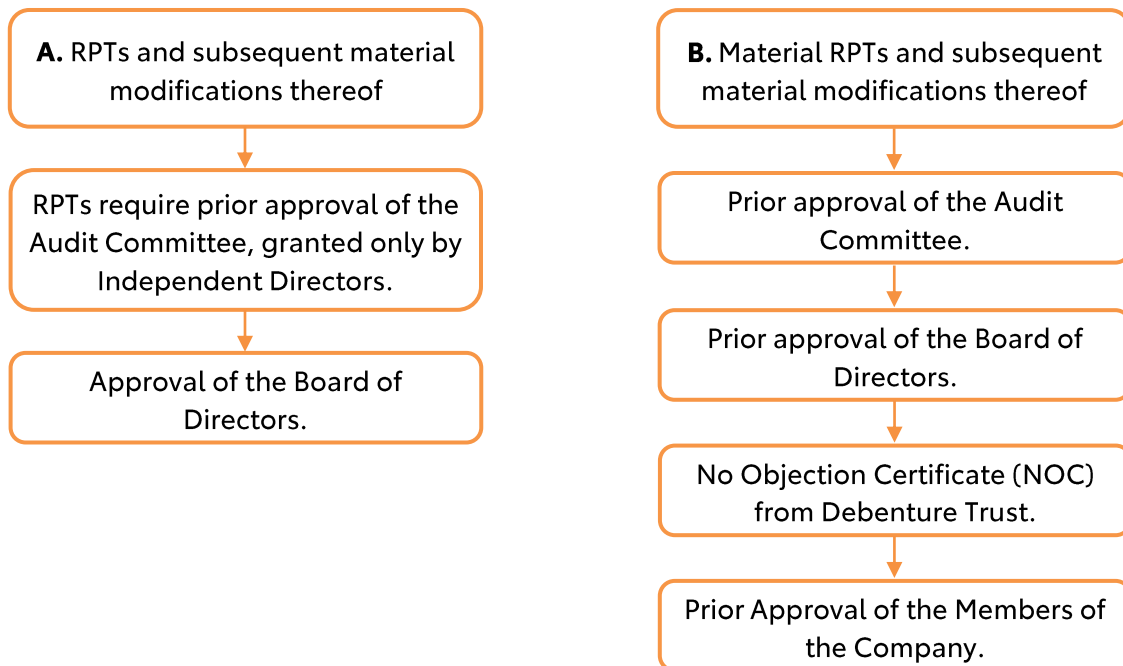 A. RPTs and subsequent material
modifications thereof
RPTs require prior approval of the
Audit Committee, granted only by
Independent Directors.
Approval of the Board of
Directors.
B. Material RPTs and subsequent
material modifications thereof
Prior approval of the Audit
Committee.
Prior approval of the Board of
Directors.
No Objection Certificate (NOC)
from Debenture Trust.
Prior Approval of the Members of
the Company.